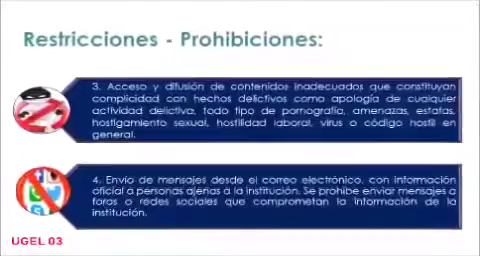 Restricciones - Prohibiciones:
3. Acceso y difusión de contenidos inadecuados que constituyan
complicidad con hechos delictivos como apología de cualquier
actividad delictiva, todo tipo de pornografía, amenazas, estafas,
hostigamiento sexual, hostilidad laboral, virus o código hostil en
general.
4. Envío de mensajes desde el correo electrónico, con información
oficial a personas ajenas a la institución. Se prohíbe enviar mensajes a
foros o redes sociales que comprometan la información de la
institución.
UGEL 03